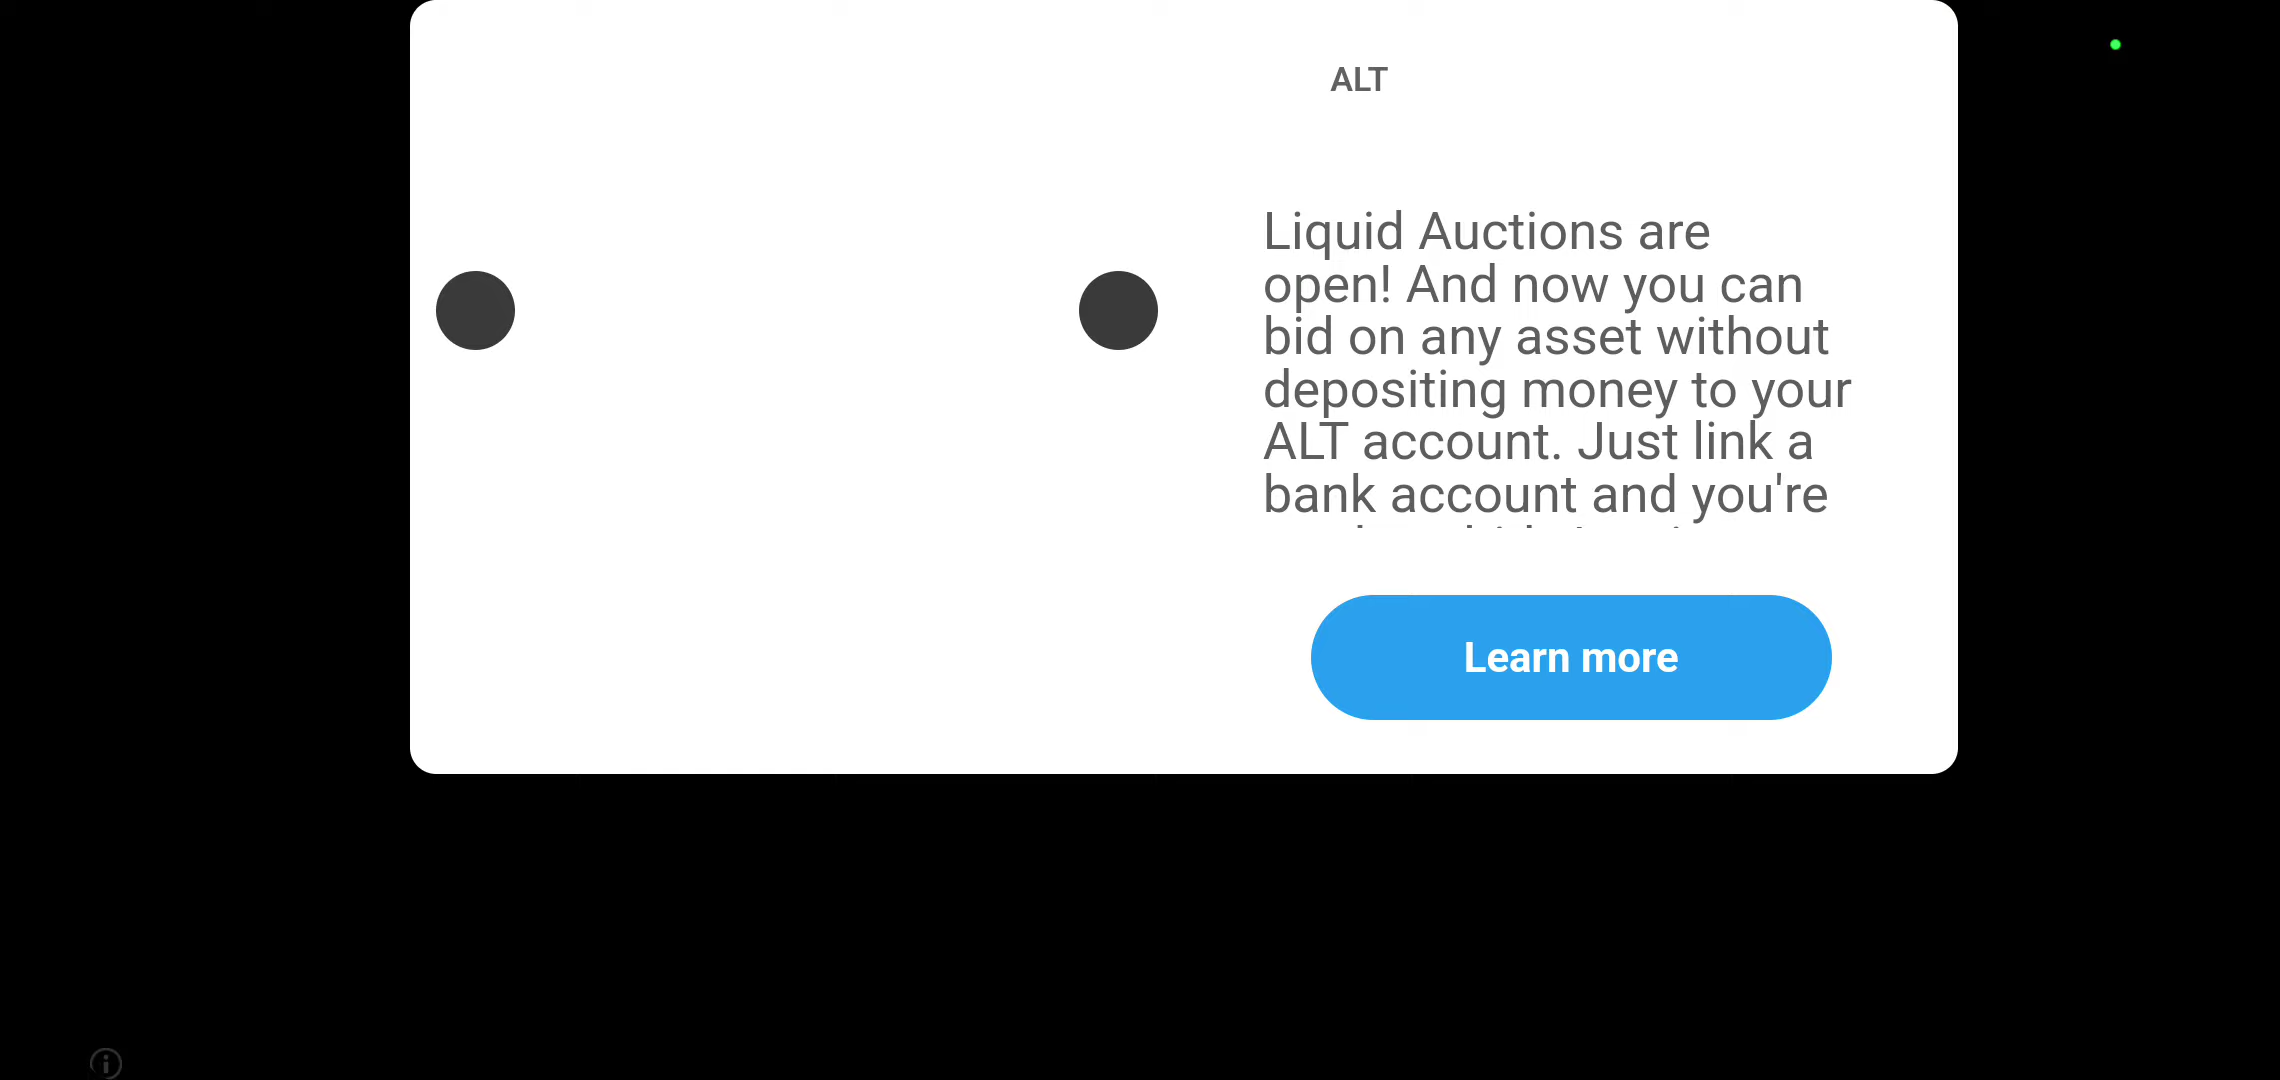 ALT
Liquid Auctions are
open! And now you can
bid on any asset without
depositing money to your
ALT account. Just link a
bank account and you're
Learn more